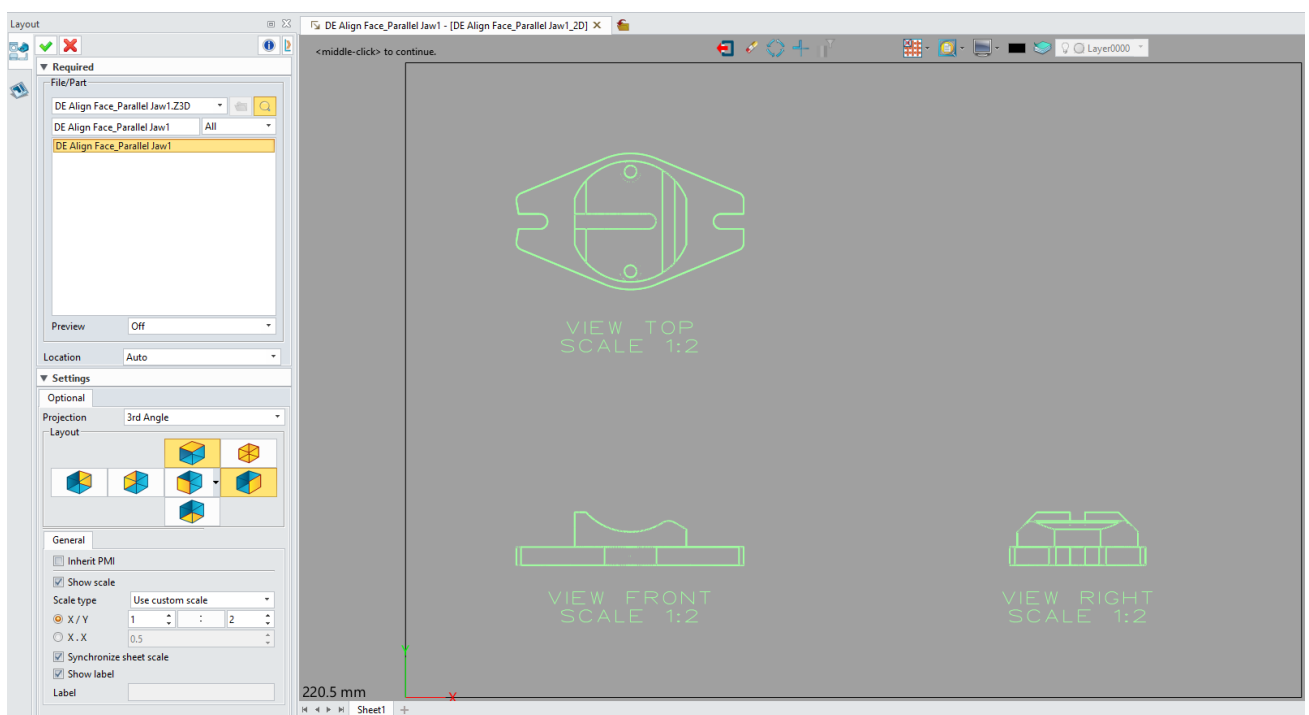 Layout
DE Align Face_Parallel Jaw1 - [DE Align Face_Parallel Jaw1_2D]
<middle-click> to continue.
Layer0000
Required
File/Part
DE Align Face_Parallel Jaw1.Z3D
DE Align Face_Parallel Jaw1 All
DE Align Face_Parallel Jaw1
Preview Off
Location Auto
Settings
Optional
Projection 3rd Angle
Layout
General
Inherit PMI
Show scale
Scale type Use custom scale
X / Y 1 : 2
X . X 0.5
Synchronize sheet scale
Show label
Label
VIEW TOP
SCALE 1:2
VIEW FRONT
SCALE 1:2
VIEW RIGHT
SCALE 1:2
Y
X
220.5 mm
Sheet1